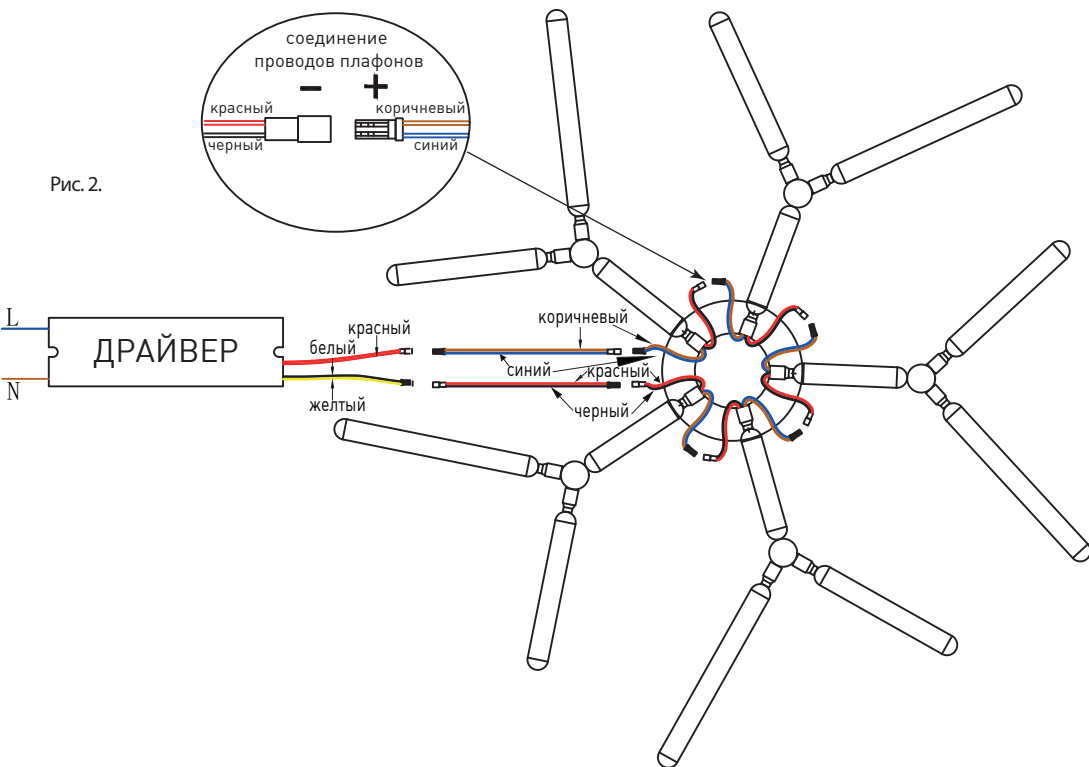 соединение
проводов плафонов
− +
красный коричневый
черный синий
Рис. 2.
L
N
ДРАЙВЕР
белый
красный
желтый
коричневый
синий
красный
черный